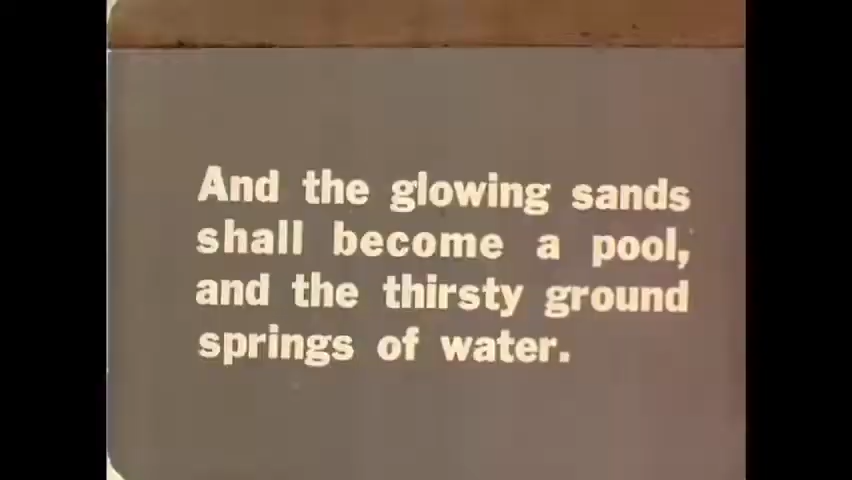 And the glowing sands
shall become a pool,
and the thirsty ground
springs of water.